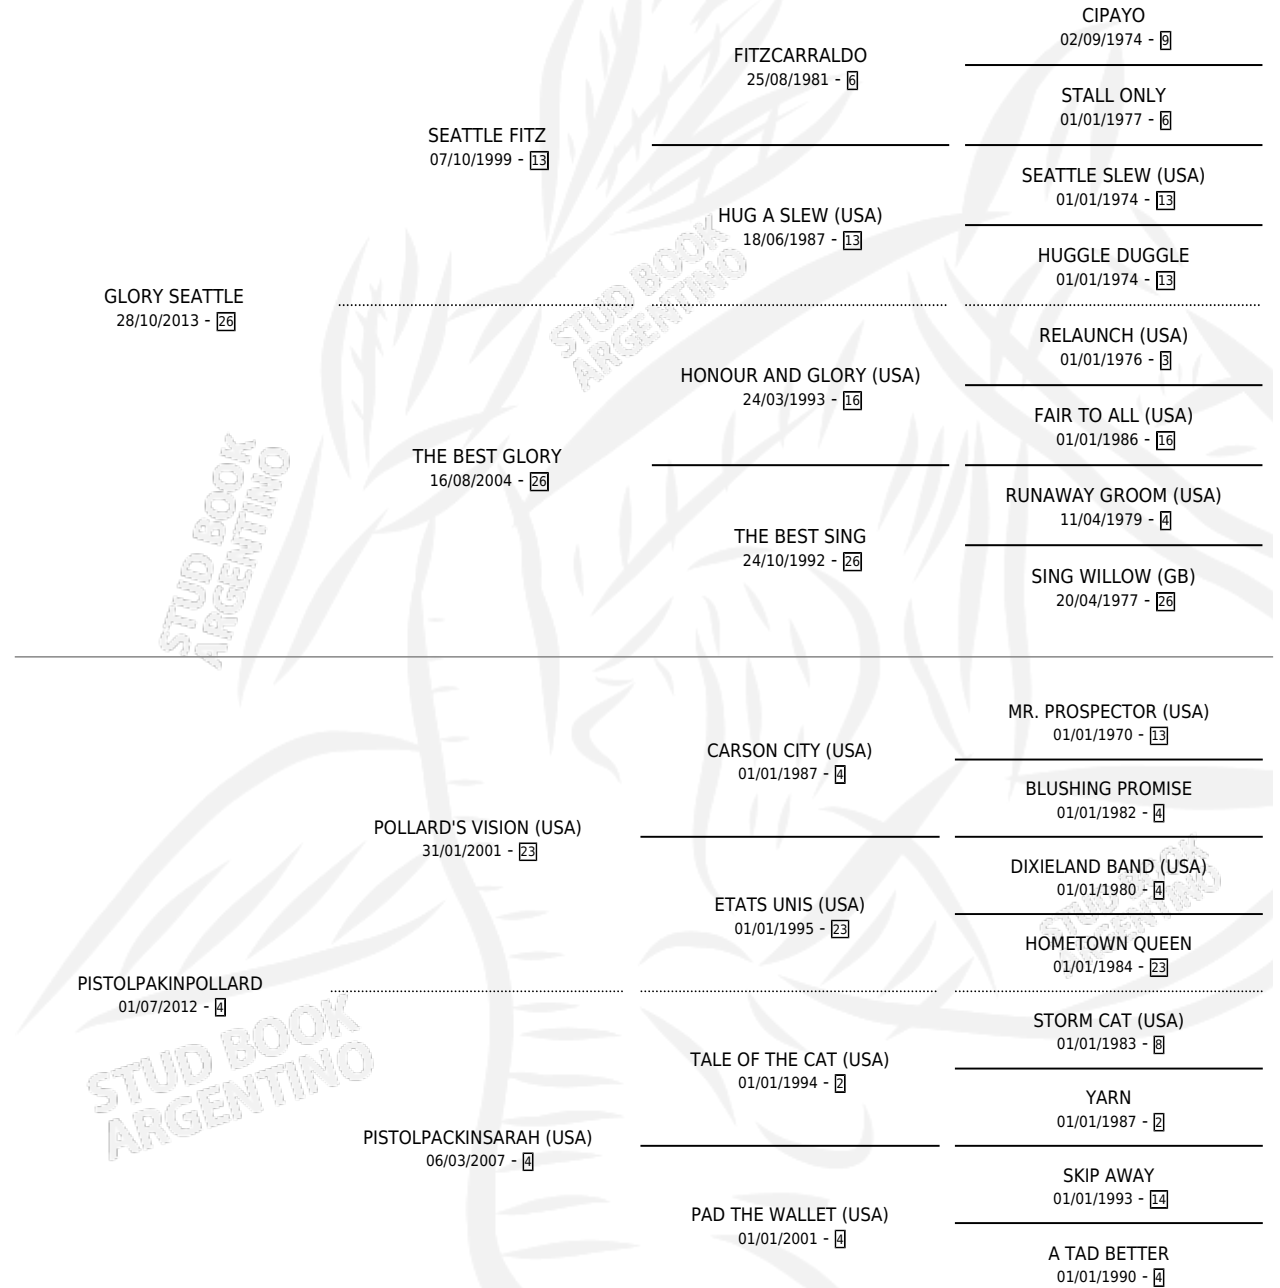 CIPAYO
02/09/1974 - 9
FITZCARRALDO
25/08/1981 - 6
STALL ONLY
01/01/1977 - 6
SEATTLE FITZ
07/10/1999 - 13
SEATTLE SLEW (USA)
01/01/1974 - 13
HUG A SLEW (USA)
18/06/1987 - 13
HUGGLE DUGGLE
01/01/1974 - 13
GLORY SEATTLE
28/10/2013 - 26
RELAUNCH (USA)
01/01/1976 - 3
HONOUR AND GLORY (USA)
24/03/1993 - 16
FAIR TO ALL (USA)
01/01/1986 - 16
THE BEST GLORY
16/08/2004 - 26
RUNAWAY GROOM (USA)
11/04/1979 - 4
THE BEST SING
24/10/1992 - 26
SING WILLOW (GB)
20/04/1977 - 26
STUD BOOK
ARGENTINO
STUD BOOK
ARGENTINO
MR. PROSPECTOR (USA)
01/01/1970 - 13
CARSON CITY (USA)
01/01/1987 - 4
BLUSHING PROMISE
01/01/1982 - 4
POLLARD'S VISION (USA)
31/01/2001 - 23
DIXIELAND BAND (USA)
01/01/1980 - 4
ETATS UNIS (USA)
01/01/1995 - 23
HOMETOWN QUEEN
01/01/1984 - 23
PISTOLPAKINPOLLARD
01/07/2012 - 4
STORM CAT (USA)
01/01/1983 - 8
TALE OF THE CAT (USA)
01/01/1994 - 2
YARN
01/01/1987 - 2
PISTOLPACKINSARAH (USA)
06/03/2007 - 4
SKIP AWAY
01/01/1993 - 14
PAD THE WALLET (USA)
01/01/2001 - 4
A TAD BETTER
01/01/1990 - 4
STUD BOOK
ARGENTINO
STUD BOOK
ARGENTINO